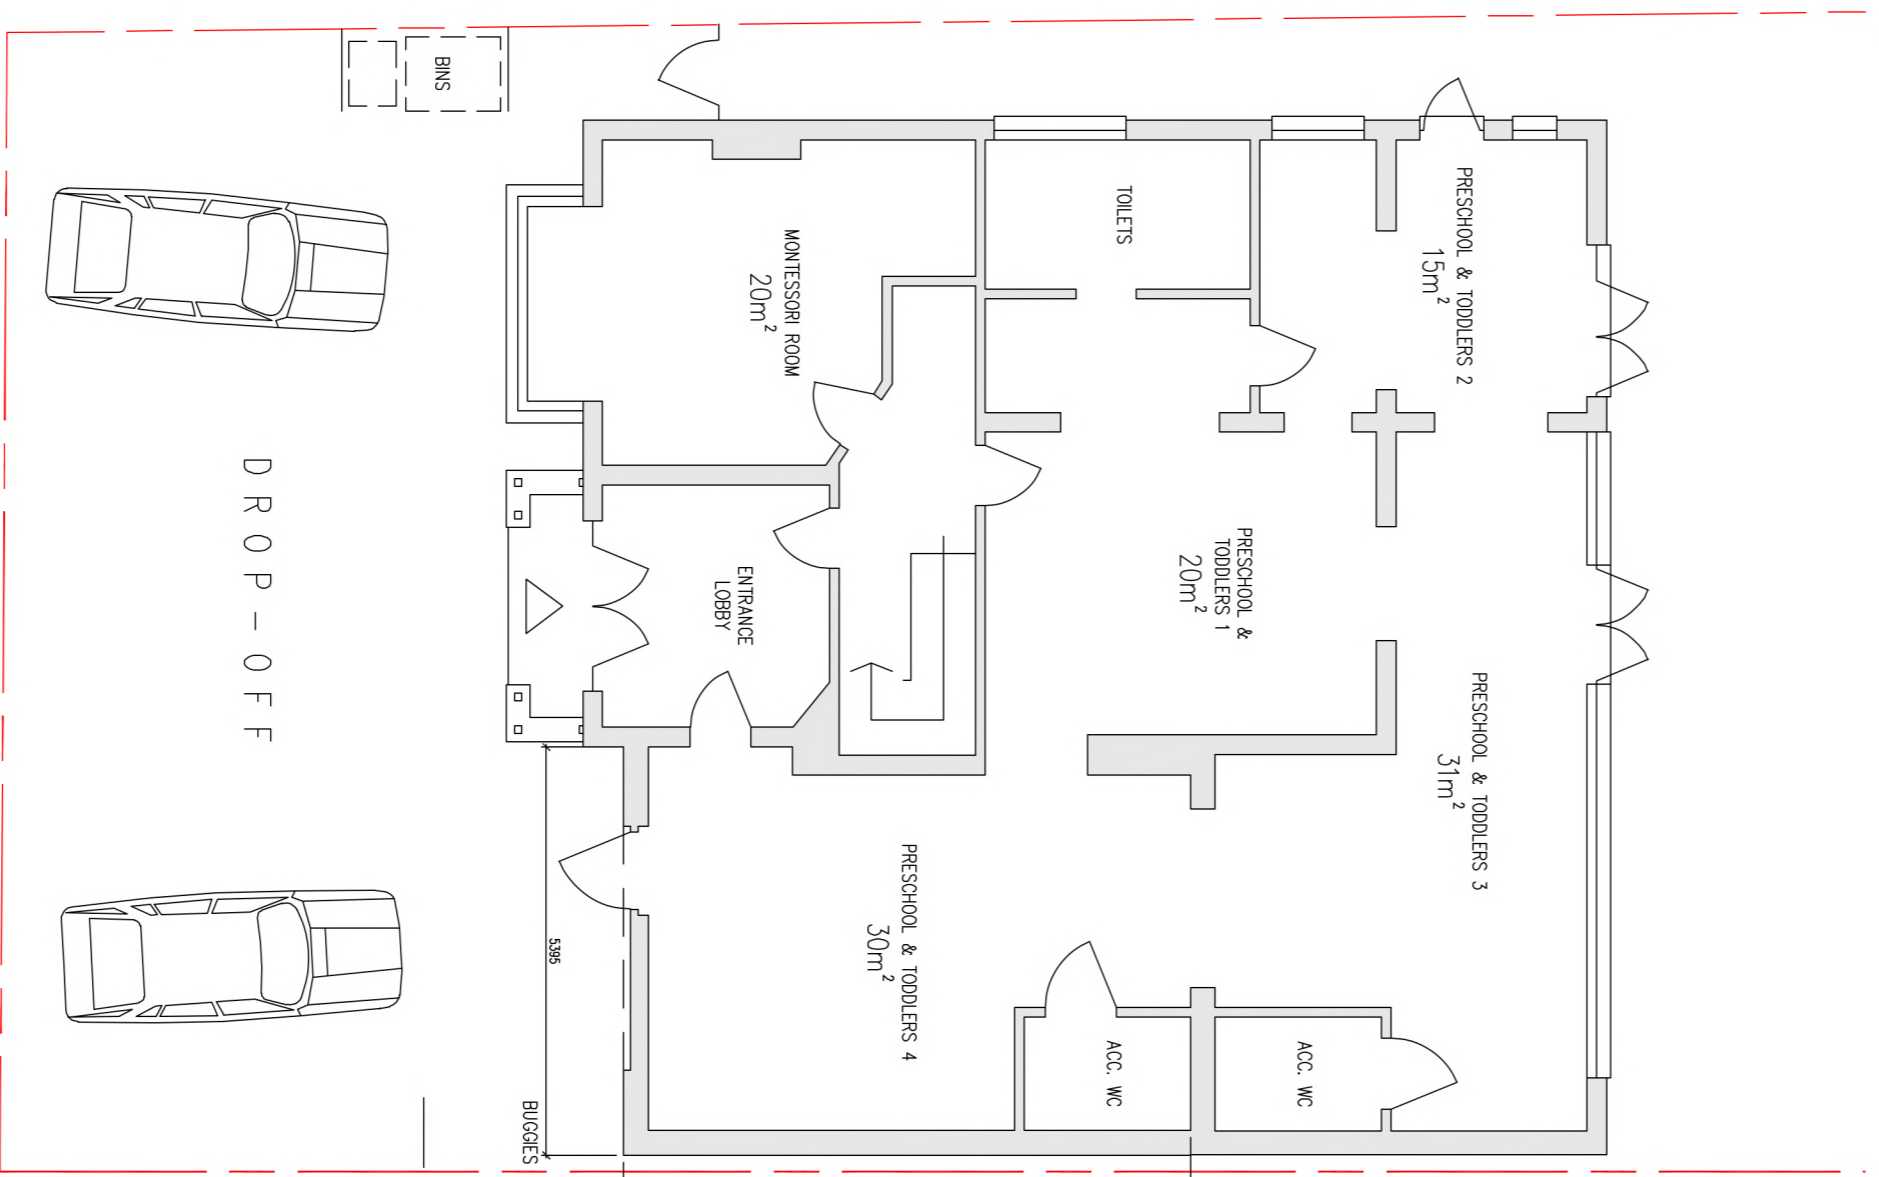 BINS
TOILETS
PRESCHOOL & TODDLERS 2
15m²
MONTESSORI ROOM
20m²
DROP-OFF
ENTRANCE
LOBBY
PRESCHOOL &
TODDLERS 1
20m²
PRESCHOOL & TODDLERS 3
31m²
PRESCHOOL & TODDLERS 4
30m²
5395
ACC. WC
ACC. WC
BUGGIES